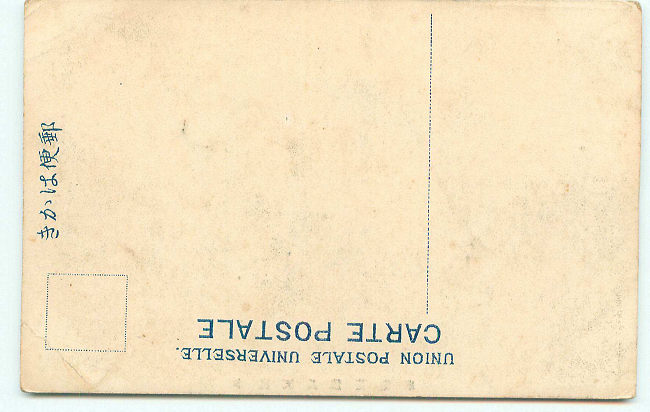 UNION POSTALE UNIVERSELLE.
CARTE POSTALE
きかは便郵